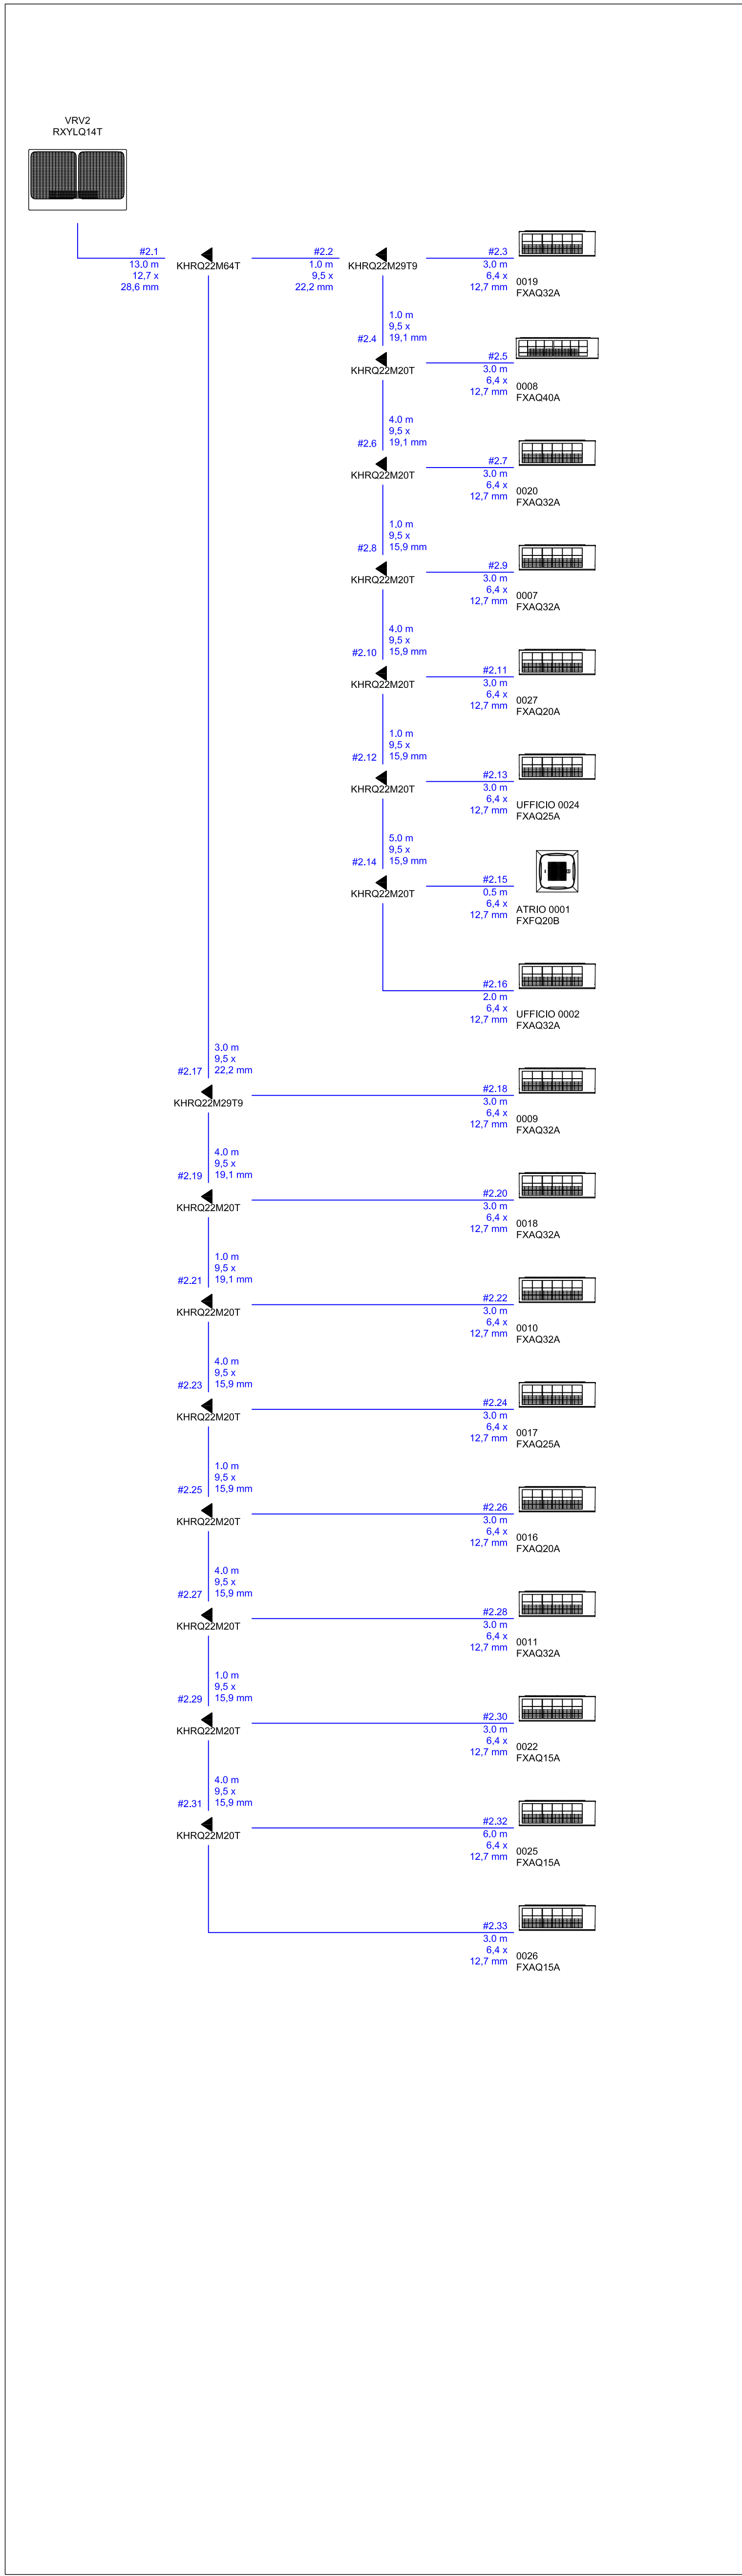 VRV2
RXYLQ14T
#2.1
13,0 m
12,7 x
28,6 mm
KHRQ22M64T
#2.2
1.0 m
9,5 x
22,2 mm
KHRQ22M29T9
#2.3
3,0 m
6,4 x
12,7 mm
0019
FXAQ32A
1.0 m
9,5 x
19,1 mm
#2.4
KHRQ22M20T
#2.5
3,0 m
6,4 x
12,7 mm
0008
FXAQ40A
4.0 m
9,5 x
19,1 mm
#2.6
KHRQ22M20T
#2.7
3.0 m
6,4 x
12,7 mm
0020
FXAQ32A
1.0 m
9,5 x
15,9 mm
#2.8
KHRQ22M20T
#2.9
3.0 m
6,4 x
12,7 mm
0007
FXAQ32A
4.0 m
9,5 x
15,9 mm
#2.10
KHRQ22M20T
#2.11
3,0 m
6,4 x
12,7 mm
0027
FXAQ20A
1.0 m
9,5 x
15,9 mm
#2.12
KHRQ22M20T
#2.13
3.0 m
6,4 x
12,7 mm
UFFICIO 0024
FXAQ25A
5.0 m
9,5 x
15,9 mm
#2.14
KHRQ22M20T
#2.15
0.5 m
6,4 x
12,7 mm
ATRIO 0001
FXFQ20B
#2.16
2.0 m
6,4 x
12,7 mm
UFFICIO 0002
FXAQ32A
3.0 m
9,5 x
22,2 mm
#2.17
KHRQ22M29T9
#2.18
3.0 m
6,4 x
12,7 mm
0009
FXAQ32A
4.0 m
9,5 x
19,1 mm
#2.19
KHRQ22M20T
#2.20
3.0 m
6,4 x
12,7 mm
0018
FXAQ32A
1.0 m
9,5 x
19,1 mm
#2.21
KHRQ22M20T
#2.22
3.0 m
6,4 x
12,7 mm
0010
FXAQ32A
4.0 m
9,5 x
15,9 mm
#2.23
KHRQ22M20T
#2.24
3.0 m
6,4 x
12,7 mm
0017
FXAQ25A
1.0 m
9,5 x
15,9 mm
#2.25
KHRQ22M20T
#2.26
3.0 m
6,4 x
12,7 mm
0016
FXAQ20A
4.0 m
9,5 x
15,9 mm
#2.27
KHRQ22M20T
#2.28
3.0 m
6,4 x
12,7 mm
0011
FXAQ32A
1.0 m
9,5 x
15,9 mm
#2.29
KHRQ22M20T
#2.30
3.0 m
6,4 x
12,7 mm
0022
FXAQ15A
4.0 m
9,5 x
15,9 mm
#2.31
KHRQ22M20T
#2.32
6,0 m
6,4 x
12,7 mm
0025
FXAQ15A
#2.33
3.0 m
6,4 x
12,7 mm
0026
FXAQ15A